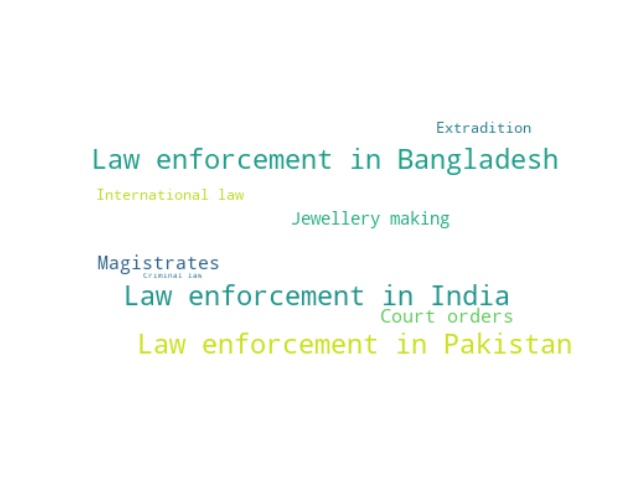 Extradition
Law enforcement in Bangladesh
International law
Jewellery making
Magistrates
Criminal law
Law enforcement in India
Court orders
Law enforcement in Pakistan